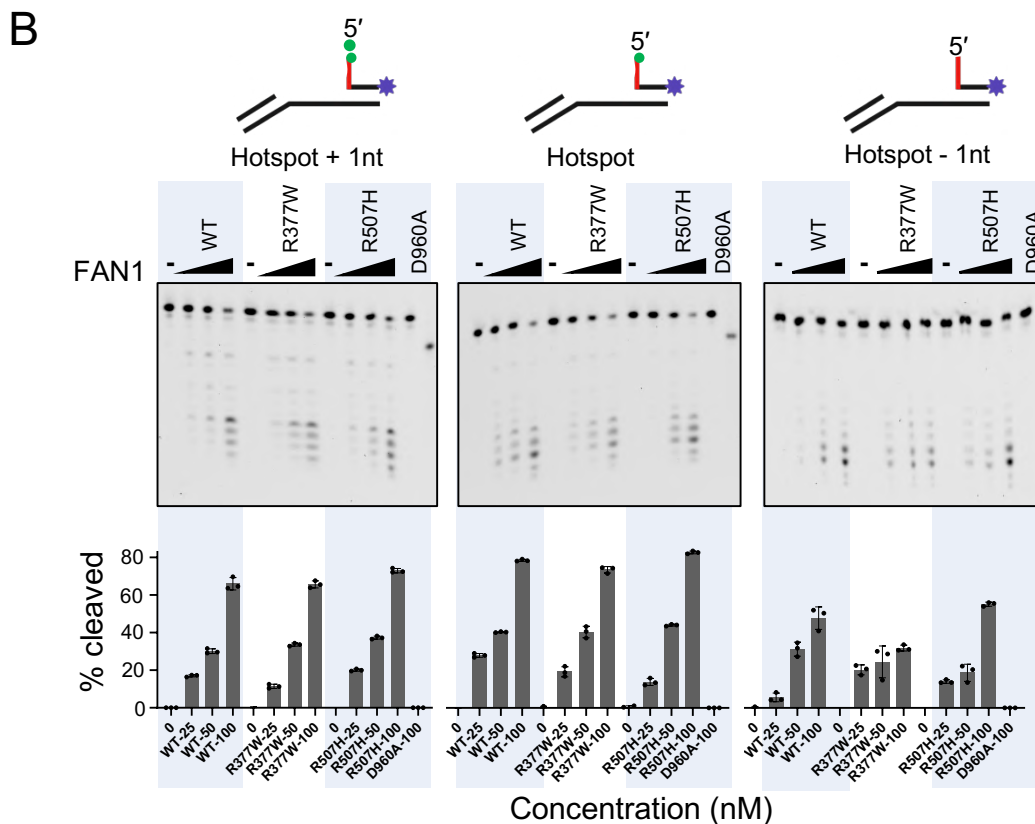 B
5′ 5′ 5′
Hotspot + 1nt Hotspot Hotspot - 1nt
FAN1 - WT - R377W - R507H D960A - WT - R377W - R507H D960A - WT - R377W - R507H D960A
% cleaved
80
60
40
20
0
0 WT-25 WT-50 WT-100 0 R377W-25 R377W-50 R377W-100 0 R507H-25 R507H-50 R507H-100 D960A-100
0 WT-25 WT-50 WT-100 0 R377W-25 R377W-50 R377W-100 0 R507H-25 R507H-50 R507H-100 D960A-100
0 WT-25 WT-50 WT-100 0 R377W-25 R377W-50 R377W-100 0 R507H-25 R507H-50 R507H-100 D960A-100
Concentration (nM)